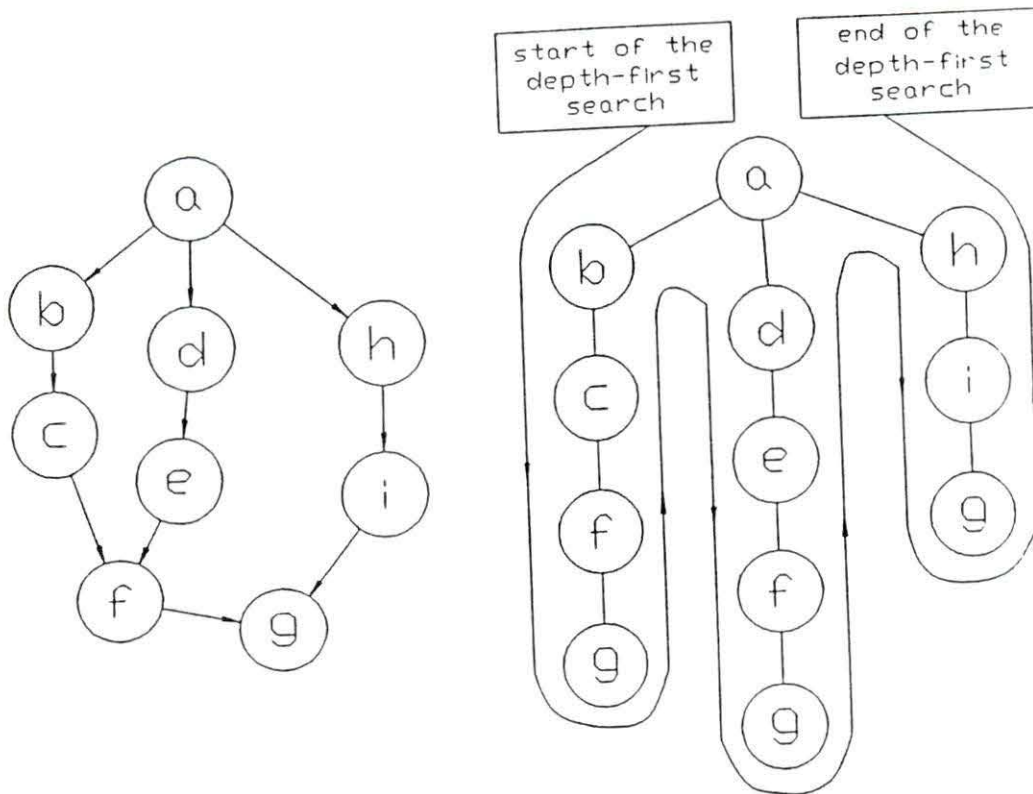 start of the
depth-first
search
end of the
depth-first
search
a
b
d
h
c
e
i
f
g
a
b
h
d
c
i
e
f
g
f
g
g